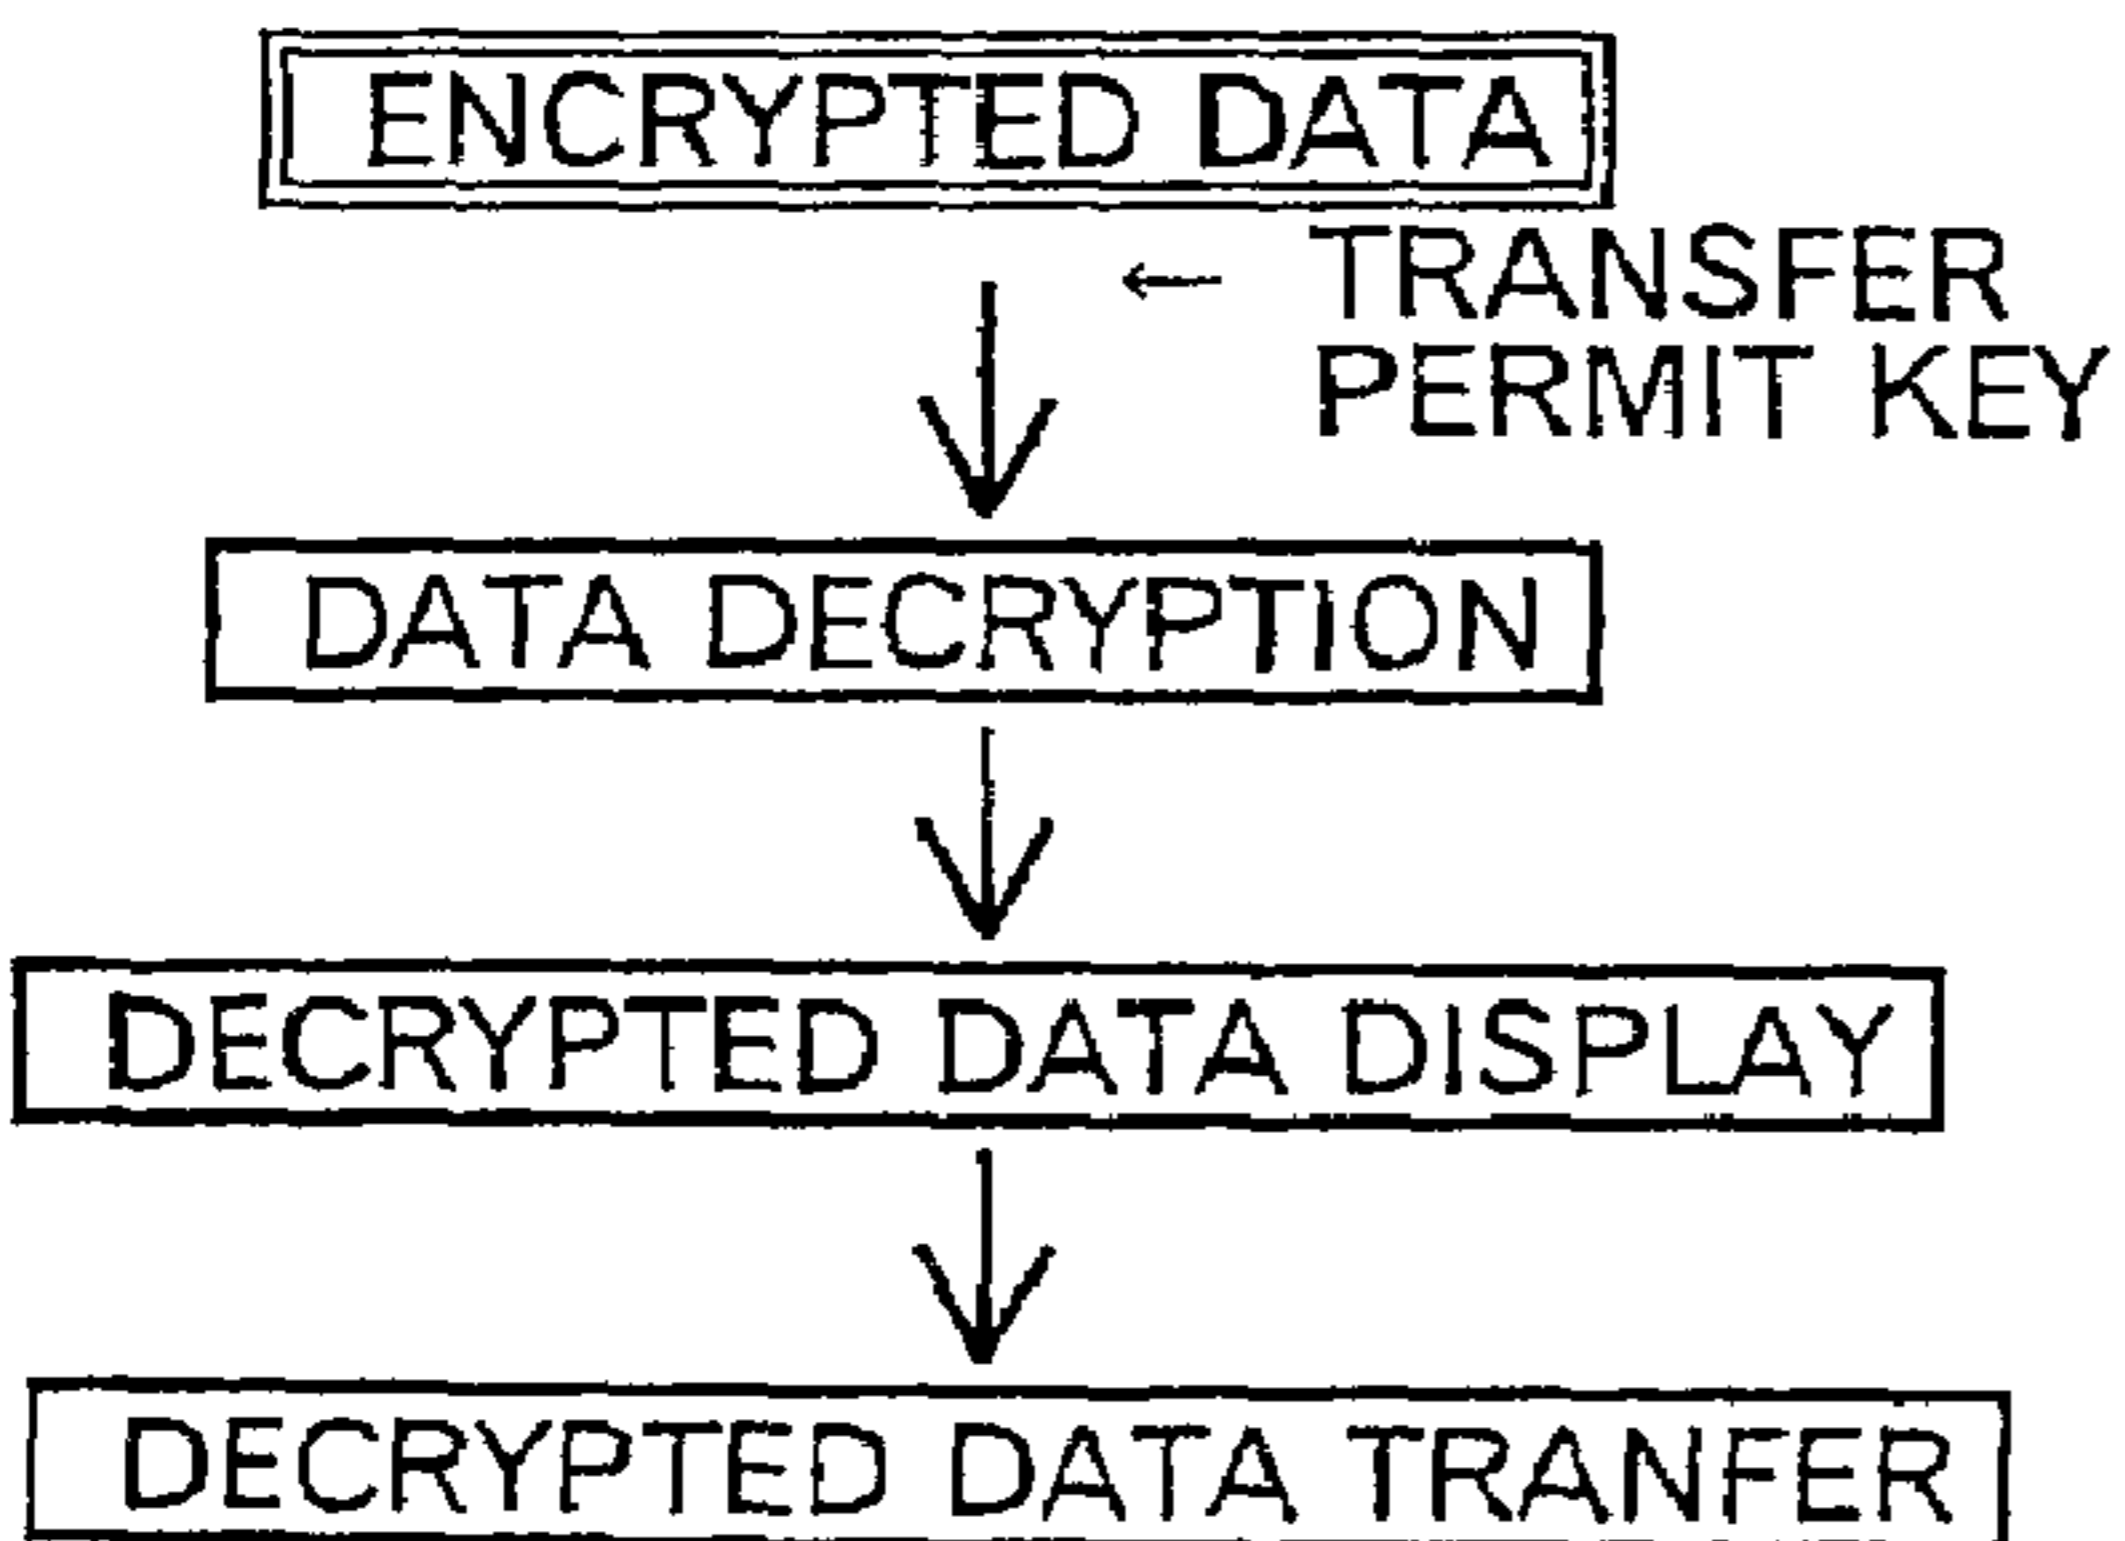 ENCRYPTED DATA
← TRANSFER
PERMIT KEY
DATA DECRYPTION
DECRYPTED DATA DISPLAY
DECRYPTED DATA TRANFER